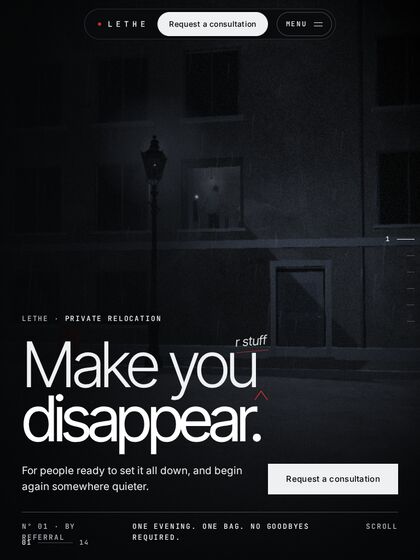 LETHE
Request a consultation
MENU
1
LETHE · PRIVATE RELOCATION
r stuff
Make you
disappear.
For people ready to set it all down, and begin
again somewhere quieter.
Request a consultation
N° 01 · BY
REFERRAL
ONE EVENING. ONE BAG. NO GOODBYES
REQUIRED.
SCROLL
01
14